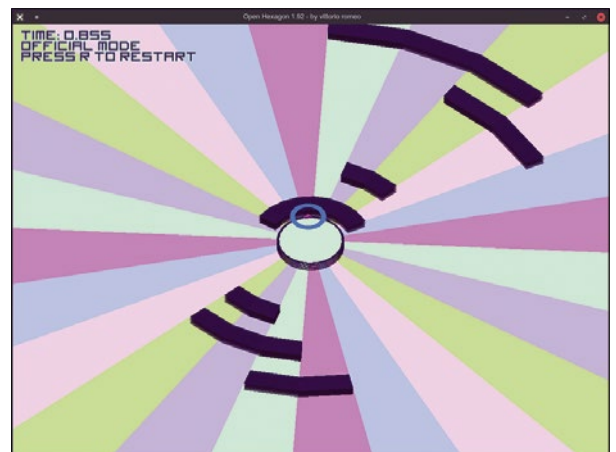 Open Hexagon 1.92 - by vittorio romeo
TIME: 0.855
OFFICIAL MODE
PRESS R TO RESTART